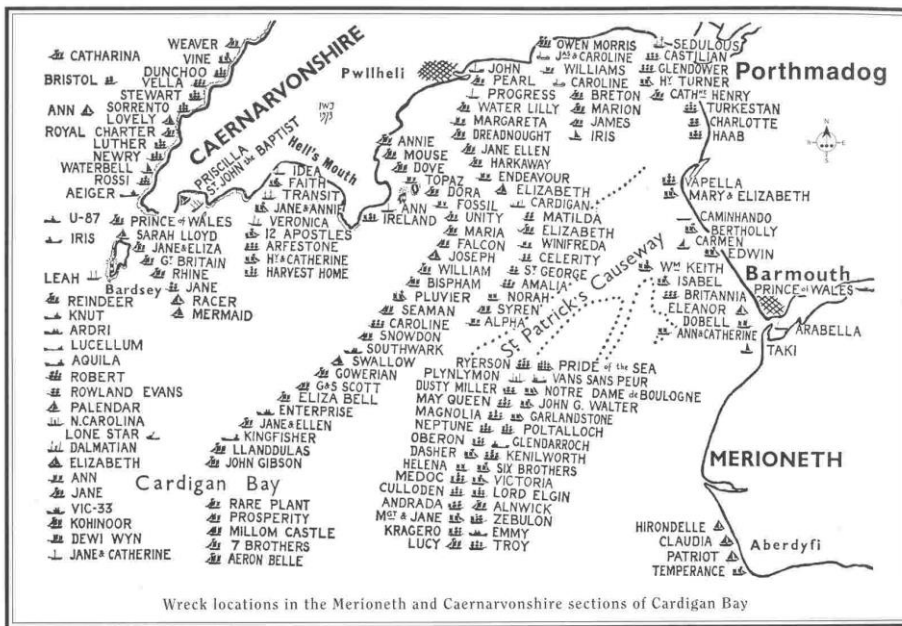 WEAVER
CATHARINA
VINE
DUNCHOO
BRISTOL
VELLA
STEWART
ANN
SORRENTO
LOVELY
ROYAL CHARTER
LUTHER
NEWRY
WATERBELL
ROSSI
AEIGER
U-87
IRIS
LEAH
Bardsey
REINDEER
KNUT
ARDRI
LUCELLUM
AQUILA
ROBERT
ROWLAND EVANS
PALENDAR
N.CAROLINA
LONE STAR
DALMATIAN
ELIZABETH
ANN
JANE
VIC-33
KOHINOOR
DEWI WYN
JANE & CATHERINE
CAERNARVONSHIRE
PRISCILLA
ST. JOHN the BAPTIST
Hell's Mouth
IWJ
1973
PRINCE of WALES
SARAH LLOYD
JANE & ELIZA
GT BRITAIN
RHINE
JANE
RACER
MERMAID
IDEA
FAITH
TRANSIT
JANE & ANNIE
VERONICA
12 APOSTLES
ARFESTONE
HY & CATHERINE
HARVEST HOME
Pwllheli
ANNIE
MOUSE
DOVE
TOPAZ
DORA
ANN
IRELAND
FOSSIL
UNITY
MARIA
FALCON
JOSEPH
WILLIAM
BISPHAM
PLUVIER
SEAMAN
CAROLINE
SNOWDON
SOUTHWARK
SWALLOW
GOWERIAN
G&S SCOTT
ELIZA BELL
ENTERPRISE
JANE & ELLEN
KINGFISHER
LLANDDULAS
JOHN GIBSON
Cardigan Bay
RARE PLANT
PROSPERITY
MILLOM CASTLE
7 BROTHERS
AERON BELLE
JOHN
PEARL
PROGRESS
WATER LILLY
MARGARETA
DREADNOUGHT
JANE ELLEN
HARKAWAY
ENDEAVOUR
ELIZABETH
CARDIGAN
MATILDA
ELIZABETH
WINIFREDA
CELERITY
ST GEORGE
AMALIA
NORAH
SYREN
ALPHA
OWEN MORRIS
JAS & CAROLINE
WILLIAMS
CAROLINE
BRETON
MARION
JAMES
IRIS
SEDULOUS
CASTILIAN
GLENDOWER
HY TURNER
CATHNE HENRY
TURKESTAN
CHARLOTTE
HAAB
Porthmadog
N
W
E
S
VAPELLA
MARY & ELIZABETH
CAMINHANDO
BERTHOLLY
CARMEN
EDWIN
St Patrick's Causeway
WM KEITH
ISABEL
BRITANNIA
ELEANOR
DOBELL
ANN & CATHERINE
Barmouth
PRINCE of WALES
ARABELLA
TAKI
RYERSON
PRIDE of the SEA
PLYNLYMON
VANS SANS PEUR
DUSTY MILLER
NOTRE DAME de BOULOGNE
MAY QUEEN
JOHN G. WALTER
MAGNOLIA
GARLANDSTONE
NEPTUNE
POLTALLOCH
OBERON
GLENDARROCH
DASHER
KENILWORTH
HELENA
SIX BROTHERS
MEDOC
VICTORIA
CULLODEN
LORD ELGIN
ANDRADA
ALNWICK
MGT & JANE
ZEBULON
KRAGERO
EMMY
LUCY
TROY
MERIONETH
HIRONDELLE
CLAUDIA
PATRIOT
TEMPERANCE
Aberdyfi
Wreck locations in the Merioneth and Caernarvonshire sections of Cardigan Bay